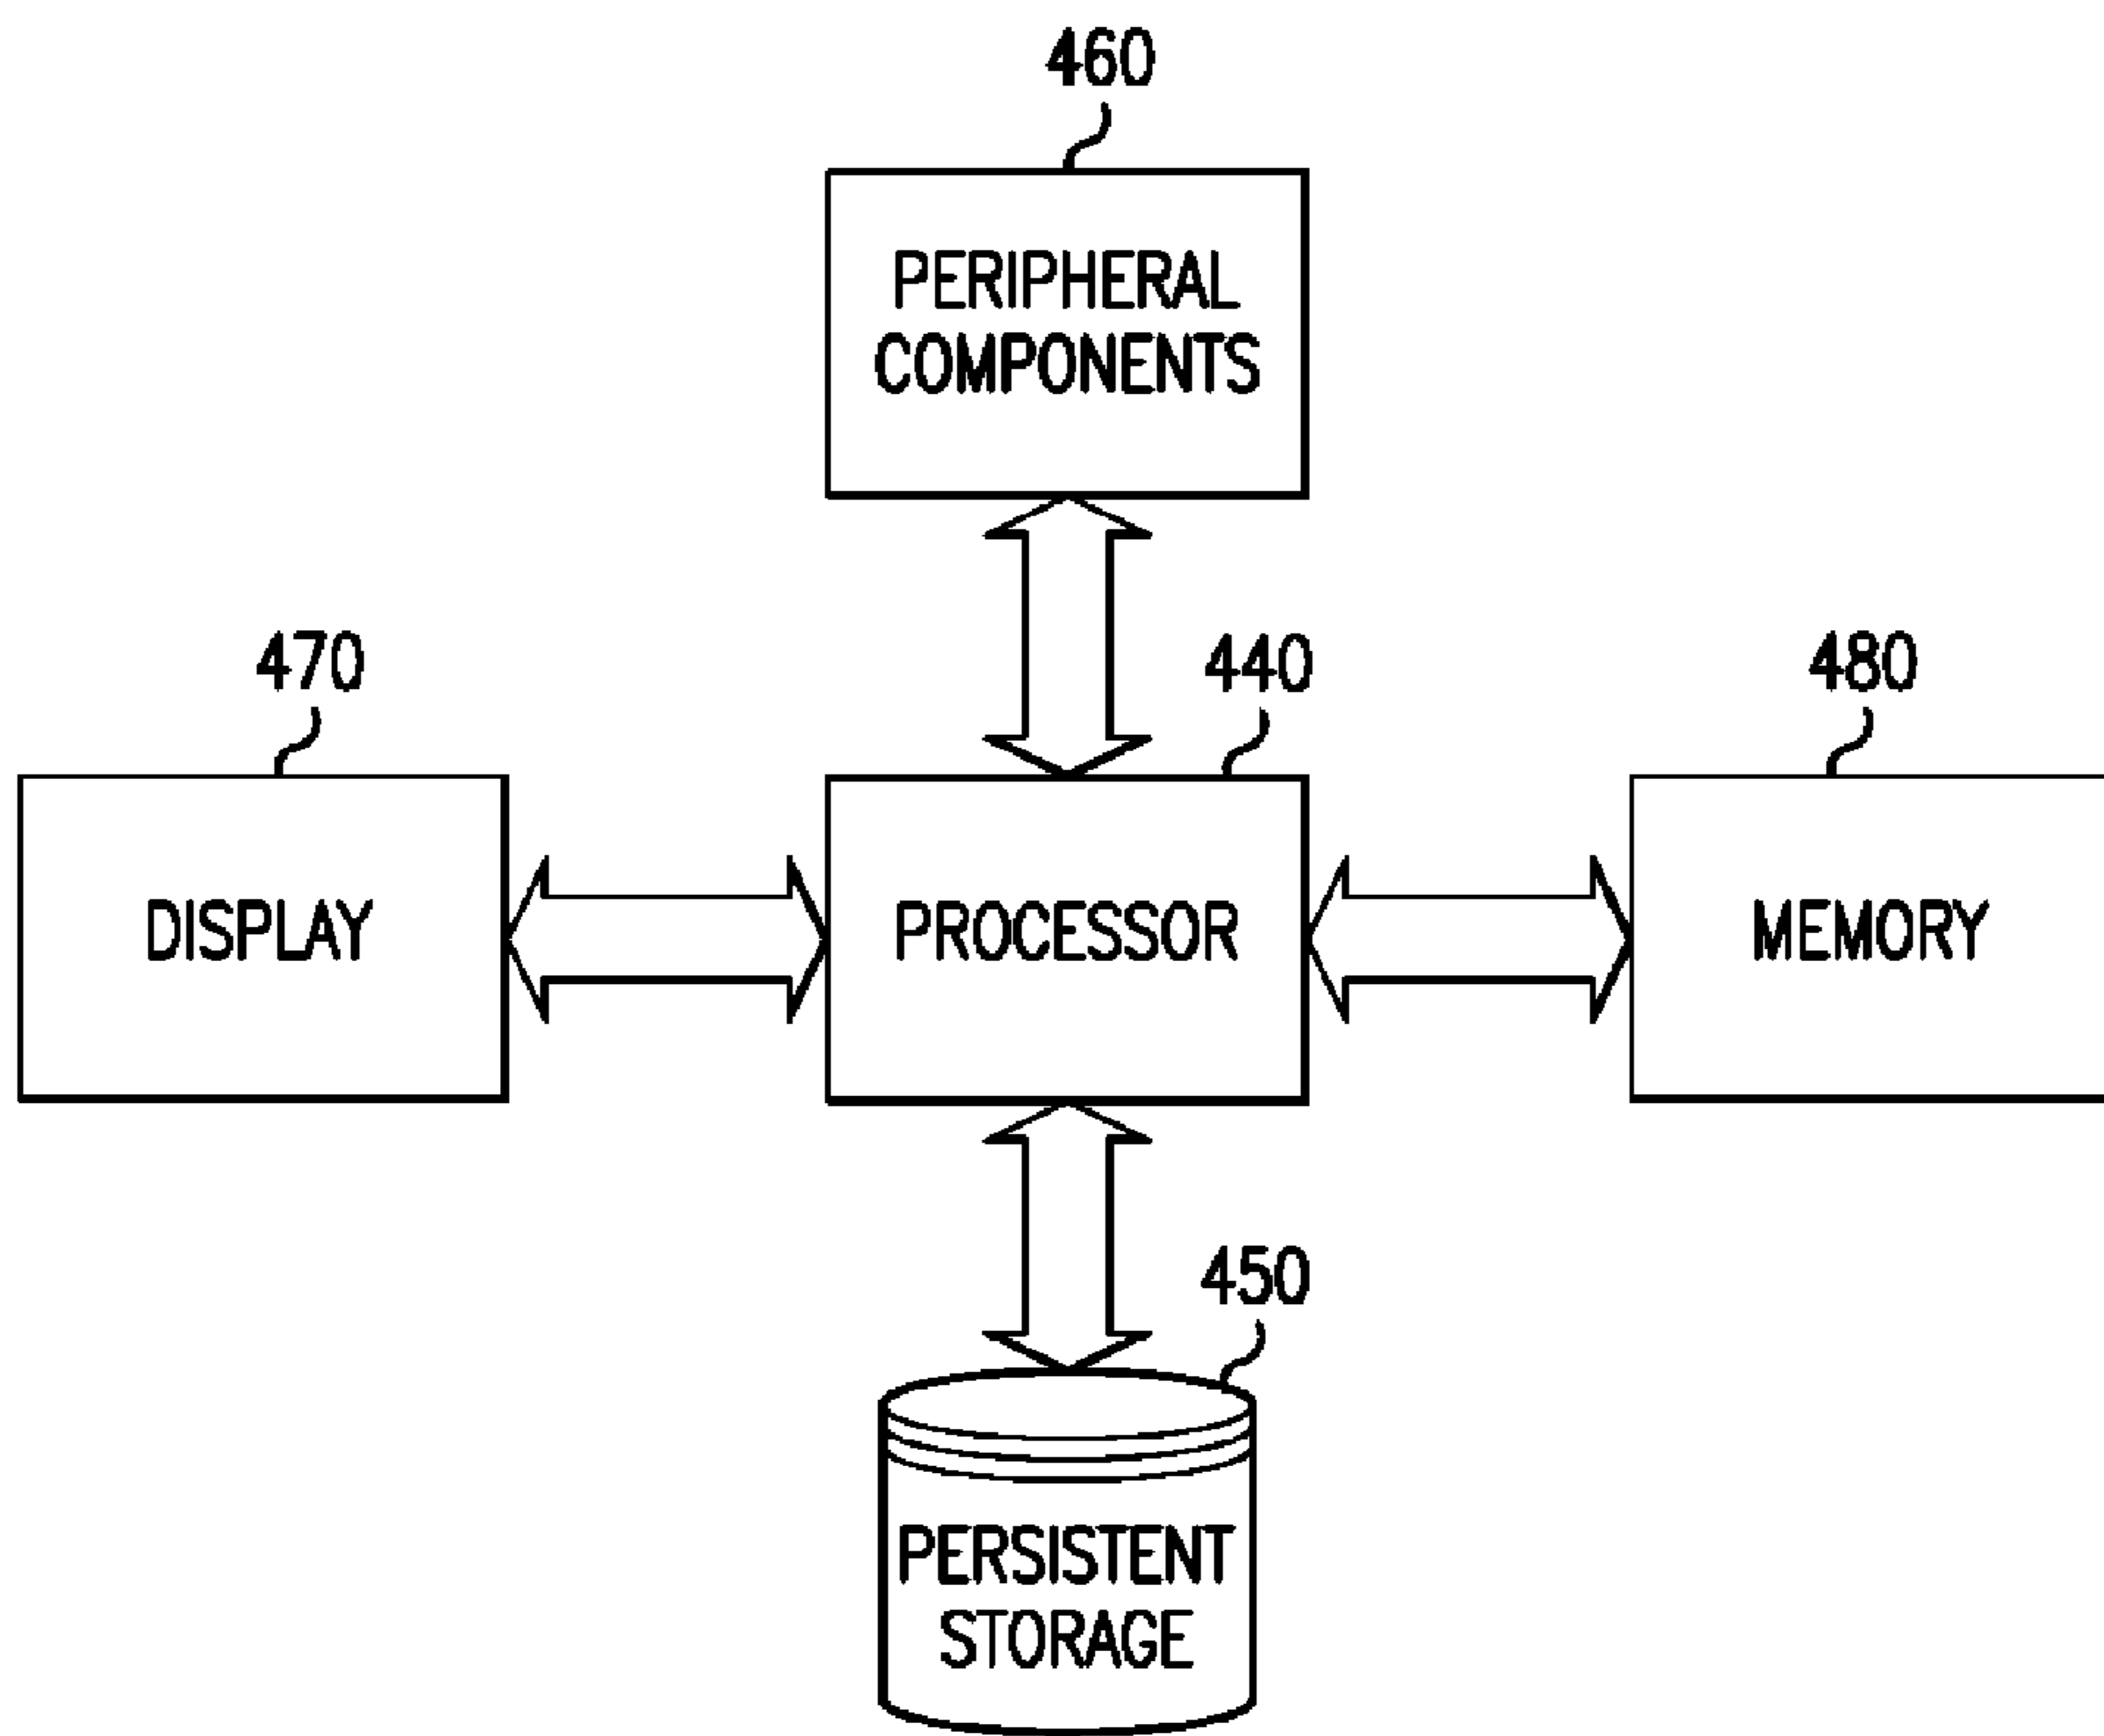 460
PERIPHERAL
COMPONENTS
470
440
480
DISPLAY
PROCESSOR
MEMORY
450
PERSISTENT
STORAGE